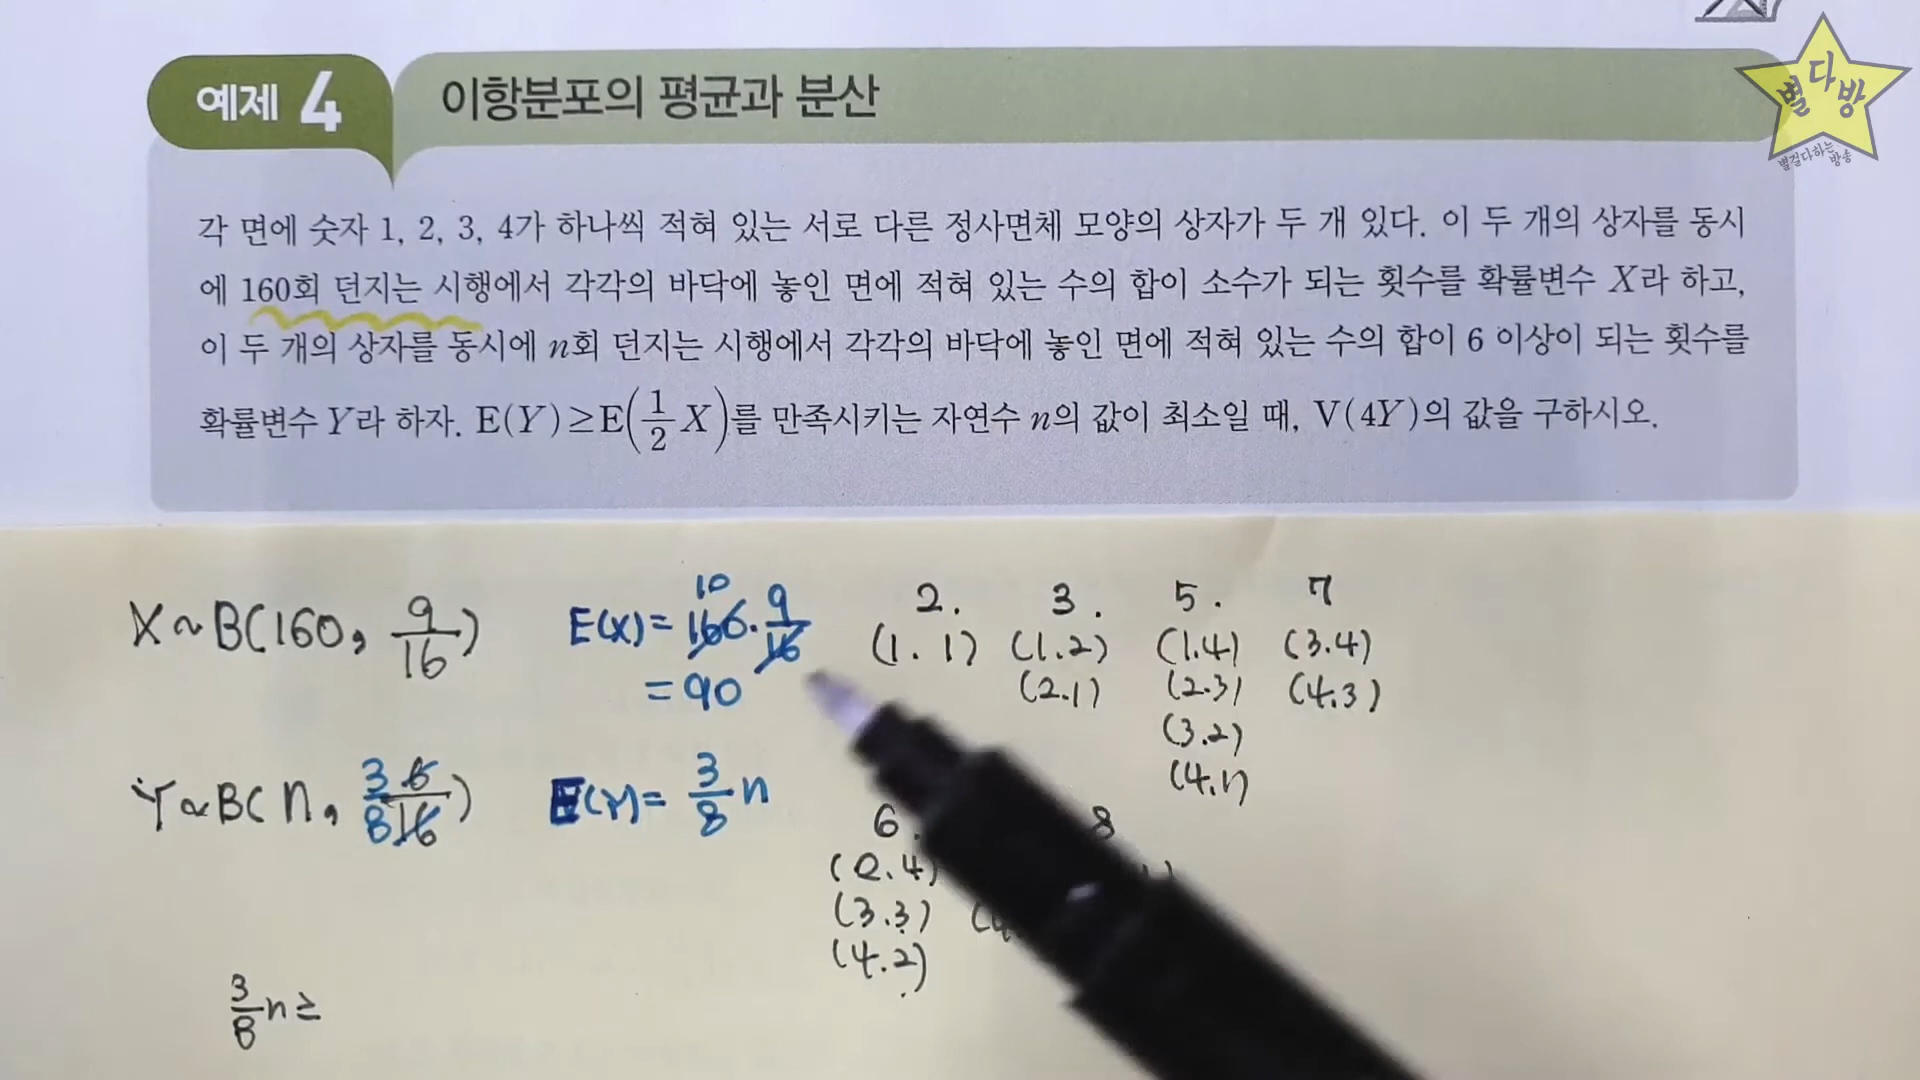 예제 4 이항분포의 평균과 분산
별다방
별걸다하는 방송
각 면에 숫자 1, 2, 3, 4가 하나씩 적혀 있는 서로 다른 정사면체 모양의 상자가 두 개 있다. 이 두 개의 상자를 동시
에 160회 던지는 시행에서 각각의 바닥에 놓인 면에 적혀 있는 수의 합이 소수가 되는 횟수를 확률변수 X라 하고,
이 두 개의 상자를 동시에 n회 던지는 시행에서 각각의 바닥에 놓인 면에 적혀 있는 수의 합이 6 이상이 되는 횟수를
확률변수 Y라 하자. E(Y)≥E(1/2 X)를 만족시키는 자연수 n의 값이 최소일 때, V(4Y)의 값을 구하시오.
X~B(160, 9/16) E(X)= 160·9/16 10
=90
2. 3. 5. 7
(1.1) (1.2) (1.4) (3.4)
(2.1) (2.3) (4.3)
(3.2)
(4.1)
Y~B(n, 6/16) 3/8 E(Y)= 3/8 n
6. 8
(2.4)
(3.3)
(4.2)
3/8 n ≥